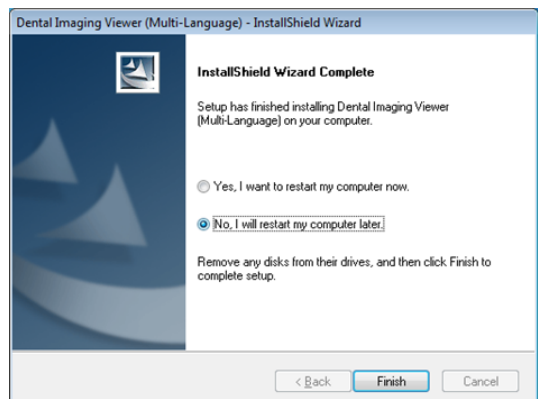 Dental Imaging Viewer (Multi-Language) - InstallShield Wizard
InstallShield Wizard Complete
Setup has finished installing Dental Imaging Viewer
(Multi-Language) on your computer.
Yes, I want to restart my computer now.
No, I will restart my computer later.
Remove any disks from their drives, and then click Finish to
complete setup.
< Back
Finish
Cancel